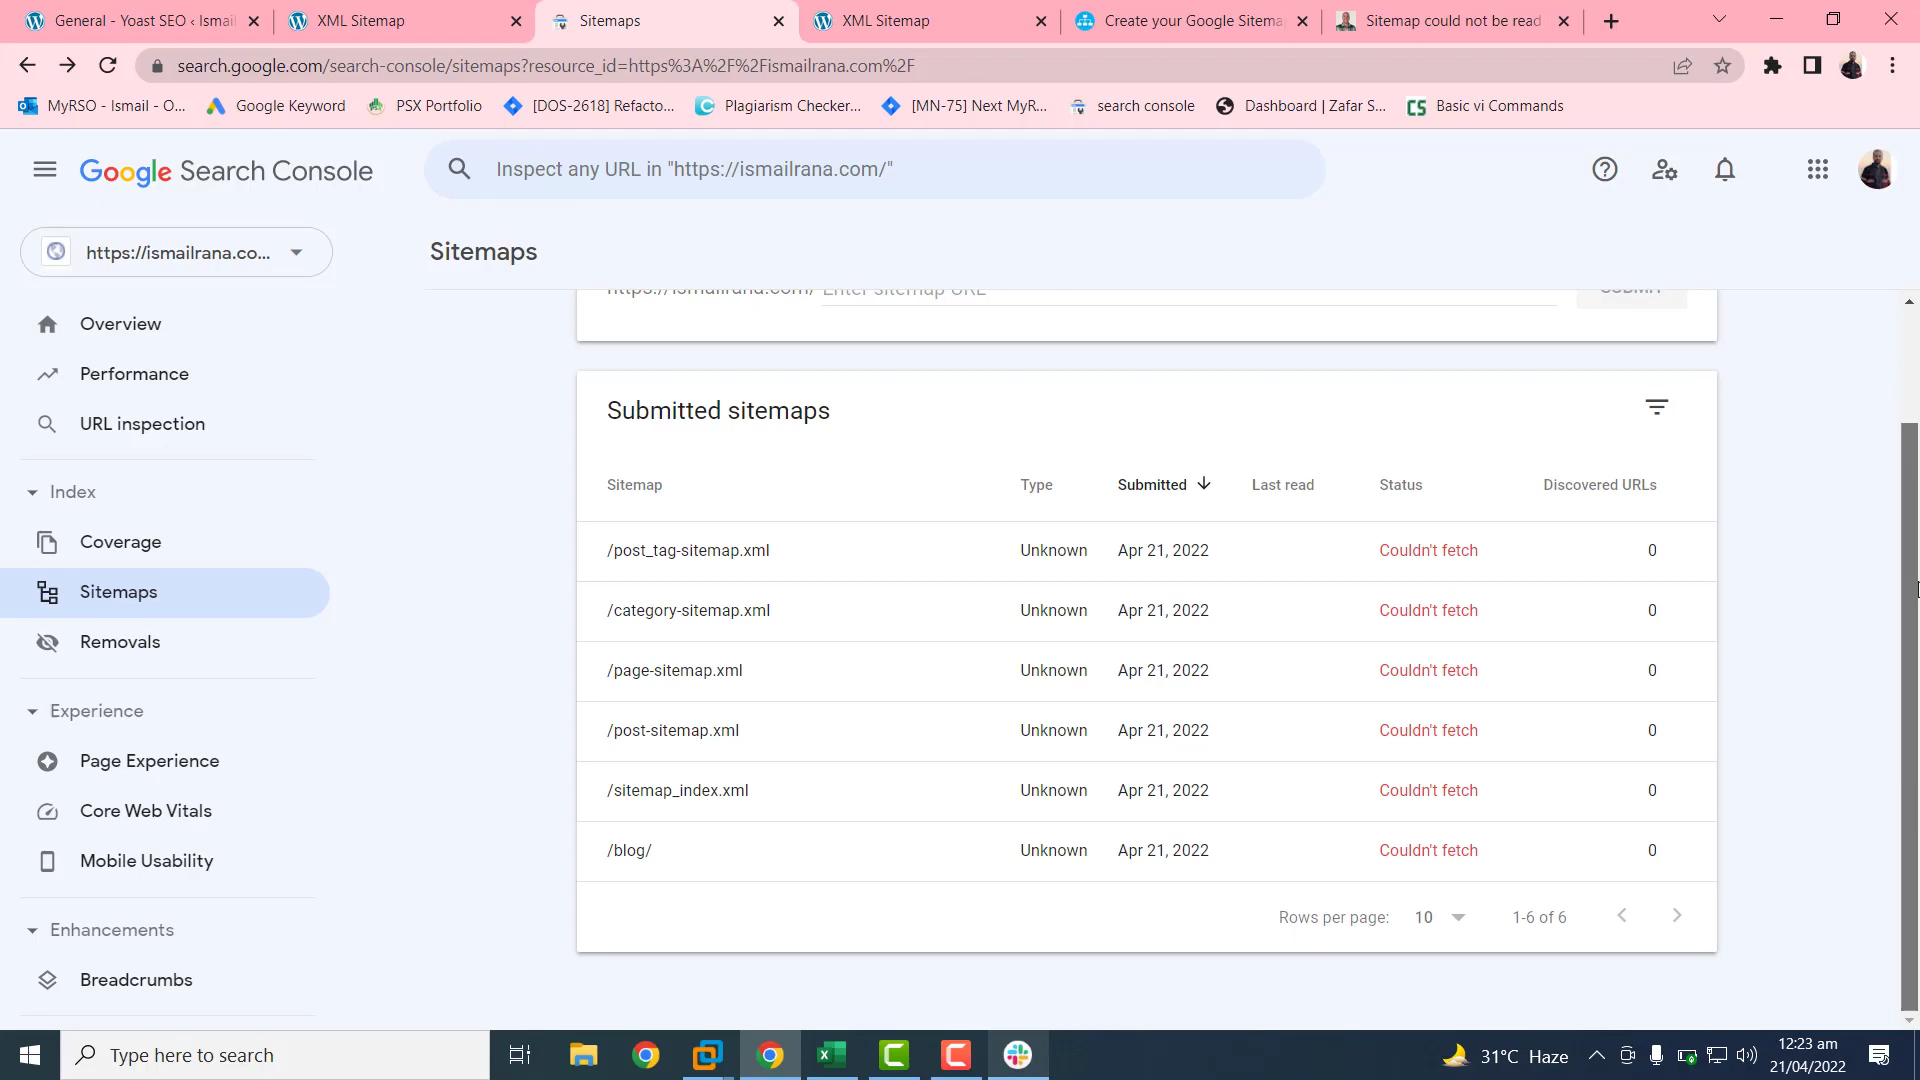 General - Yoast SEO ‹ Ismail
XML Sitemap
Sitemaps
XML Sitemap
Create your Google Sitema
Sitemap could not be read
search.google.com/search-console/sitemaps?resource_id=https%3A%2F%2Fismailrana.com%2F
MyRSO - Ismail - O...
Google Keyword
PSX Portfolio
[DOS-2618] Refacto...
Plagiarism Checker...
[MN-75] Next MyR...
search console
Dashboard | Zafar S...
CS
Basic vi Commands
Google Search Console
Inspect any URL in "https://ismailrana.com/"
https://ismailrana.co...
Sitemaps
https://ismailrana.com/ Enter sitemap URL
SUBMIT
Overview
Performance
URL inspection
Index
Coverage
Sitemaps
Removals
Experience
Page Experience
Core Web Vitals
Mobile Usability
Enhancements
Breadcrumbs
Submitted sitemaps
Sitemap Type Submitted Last read Status Discovered URLs
/post_tag-sitemap.xml Unknown Apr 21, 2022 Couldn't fetch 0
/category-sitemap.xml Unknown Apr 21, 2022 Couldn't fetch 0
/page-sitemap.xml Unknown Apr 21, 2022 Couldn't fetch 0
/post-sitemap.xml Unknown Apr 21, 2022 Couldn't fetch 0
/sitemap_index.xml Unknown Apr 21, 2022 Couldn't fetch 0
/blog/ Unknown Apr 21, 2022 Couldn't fetch 0
Rows per page: 10 1-6 of 6
Type here to search
31°C Haze
12:23 am
21/04/2022